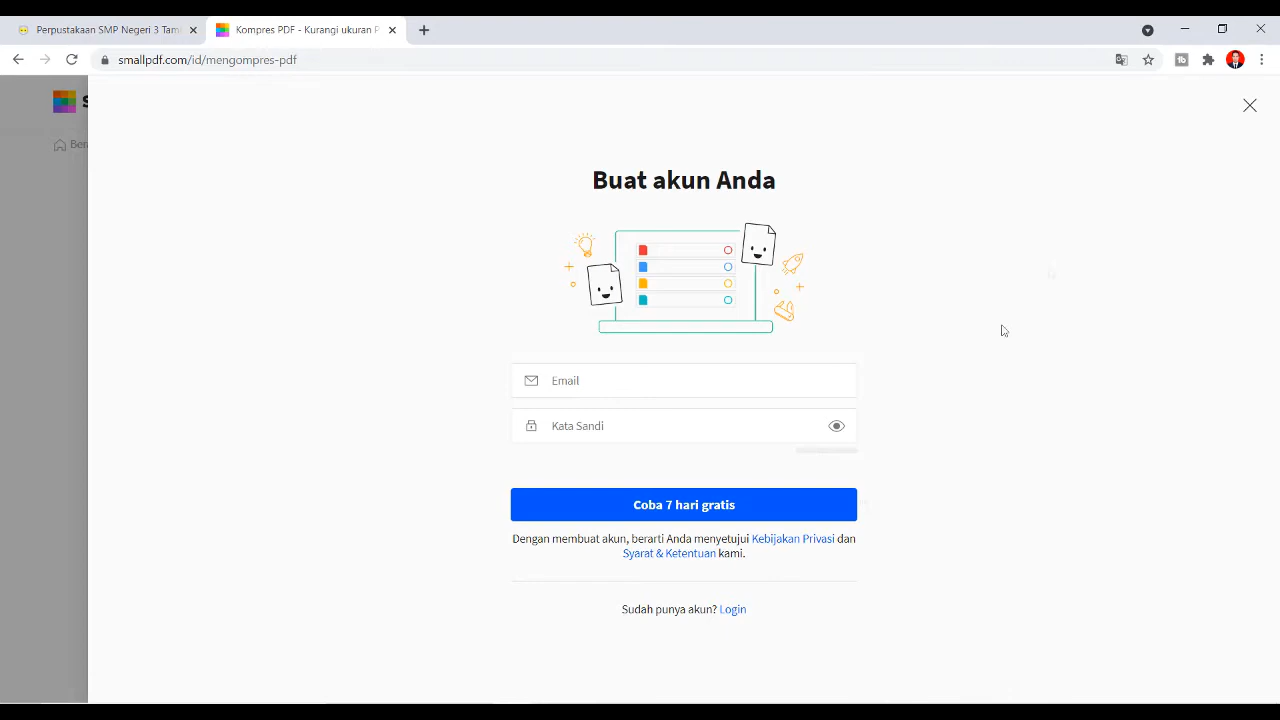 Perpustakaan SMP Negeri 3 Tam
Kompres PDF - Kurangi ukuran P
smallpdf.com/id/mengompres-pdf
Ber
Buat akun Anda
Email
Kata Sandi
Coba 7 hari gratis
Dengan membuat akun, berarti Anda menyetujui Kebijakan Privasi dan
Syarat & Ketentuan kami.
Sudah punya akun? Login